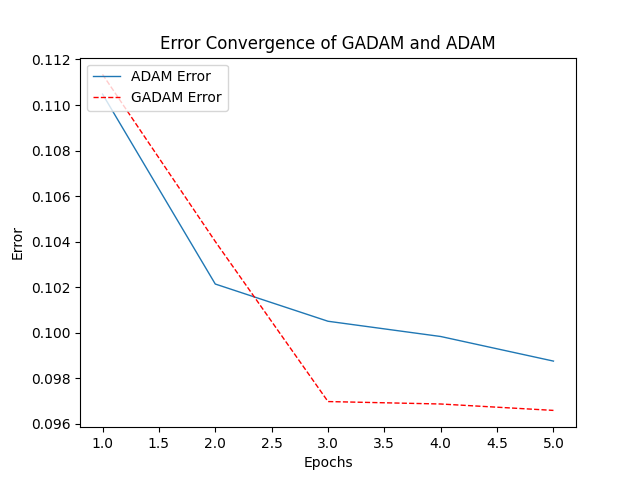 Error Convergence of GADAM and ADAM
ADAM Error
GADAM Error
Error
0.112
0.110
0.108
0.106
0.104
0.102
0.100
0.098
0.096
1.0 1.5 2.0 2.5 3.0 3.5 4.0 4.5 5.0
Epochs